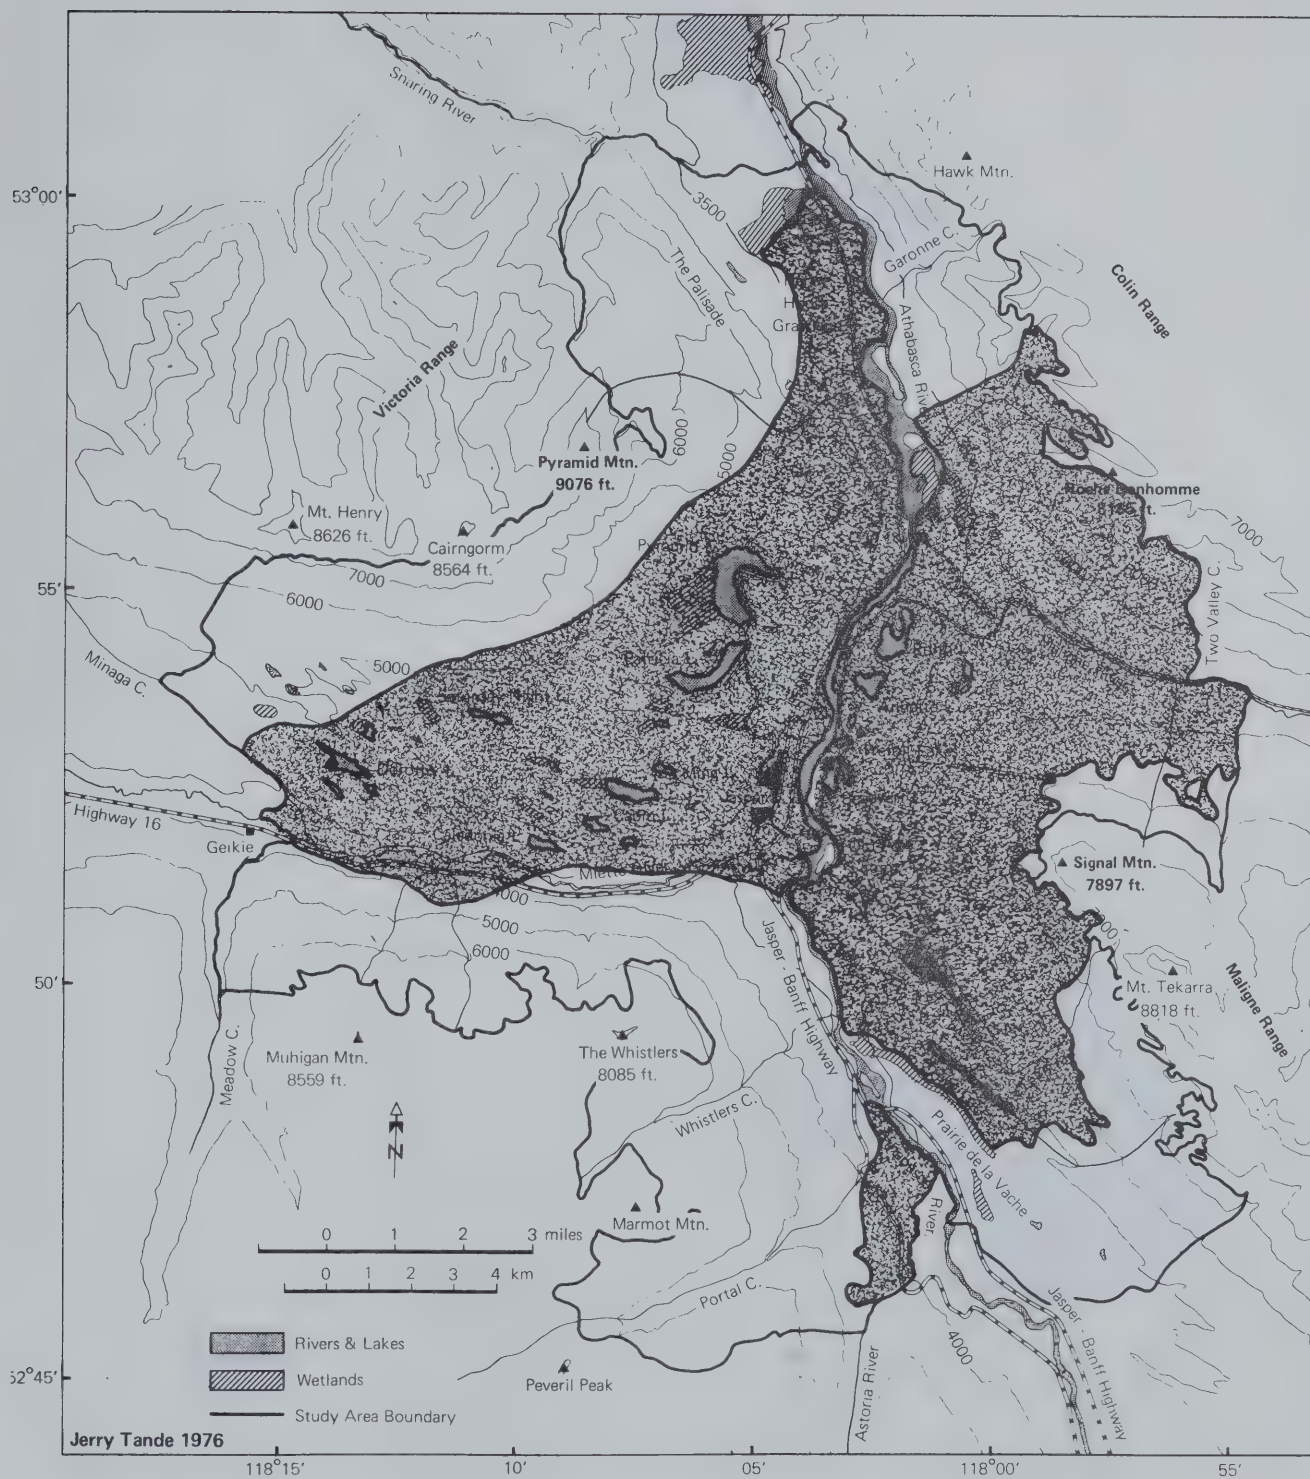 Snaring River
Hawk Mtn.
53°00'
3500
Garonne C.
The Palisade
Colin Range
Athabasca
Victoria Range
6000
Pyramid Mtn.
9076 ft.
5000
Mt. Henry
8626 ft.
Cairngorm
8564 ft.
7000
7000
55'
6000
Two Valley C.
Minaga C.
5000
Highway 16
Geikie
Signal Mtn.
7897 ft.
5000
6000
Jasper - Banff Highway
50'
Mt. Tekarra
8818 ft.
Maligne Range
Muhigan Mtn.
8559 ft.
The Whistlers
8085 ft.
Meadow C.
Whistlers C.
N
Prairie de la Vache
River
Marmot Mtn.
0 1 3 miles
0 1 2 3 4 km
Portal C.
Jasper - Banff Highway
Rivers & Lakes
4000
Wetlands
Peveril Peak
Astoria River
Study Area Boundary
Jerry Tande 1976
118°15' 10' 05' 118°00' 55'